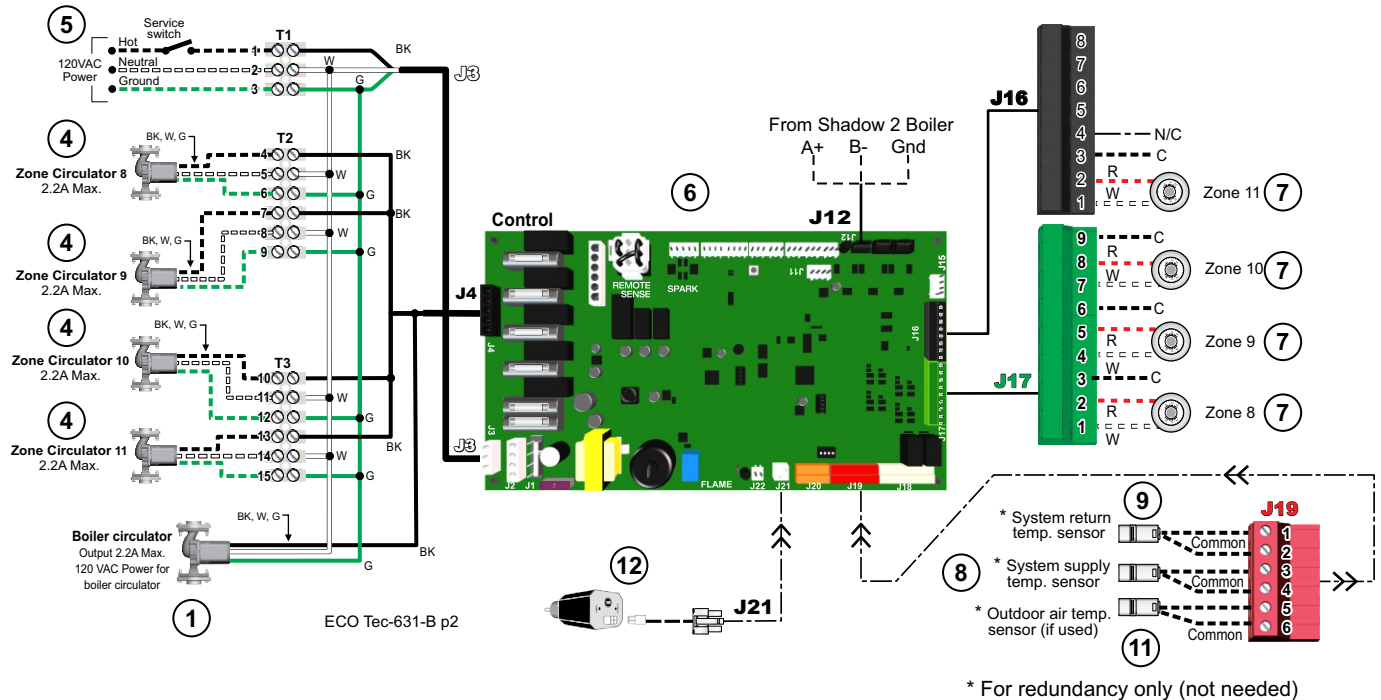 5
Hot
Service
switch
120VAC
Power
Neutral
Ground
T1
1
2
3
BK
W
G
J3
4
Zone Circulator 8
2.2A Max.
BK, W, G
T2
4
5
6
BK
W
G
4
Zone Circulator 9
2.2A Max.
BK, W, G
7
8
9
BK
W
G
4
Zone Circulator 10
2.2A Max.
BK, W, G
T3
10
11
12
W
G
4
Zone Circulator 11
2.2A Max.
13
14
15
BK
W
G
Boiler circulator
Output 2.2A Max.
120 VAC Power for
boiler circulator
BK, W, G
BK
G
1
ECO Tec-631-B p2
6
From Shadow 2 Boiler
A+ B- Gnd
J12
Control
J4
J3
REMOTE
SENSE
SPARK
J11
J12
J15
J16
J17
J4
J3
J2
J1
FLAME
J22
J21
J20
J19
J18
J16
8
7
6
5
4
3
2
1
N/C
C
R
W
Zone 11
7
J17
9
8
7
6
5
4
3
2
1
C
R
W
Zone 10
7
C
R
W
Zone 9
7
C
R
W
Zone 8
7
12
J21
8
9
* System return
temp. sensor
Common
* System supply
temp. sensor
Common
* Outdoor air temp.
sensor (if used)
Common
11
J19
1
2
3
4
5
6
* For redundancy only (not needed)